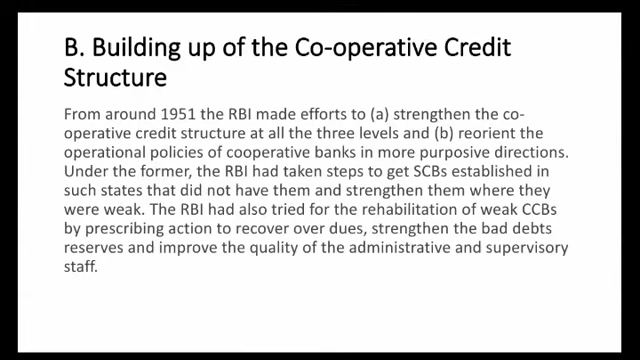 B. Building up of the Co-operative Credit
Structure
From around 1951 the RBI made efforts to (a) strengthen the co-
operative credit structure at all the three levels and (b) reorient the
operational policies of cooperative banks in more purposive directions.
Under the former, the RBI had taken steps to get SCBs established in
such states that did not have them and strengthen them where they
were weak. The RBI had also tried for the rehabilitation of weak CCBs
by prescribing action to recover over dues, strengthen the bad debts
reserves and improve the quality of the administrative and supervisory
staff.